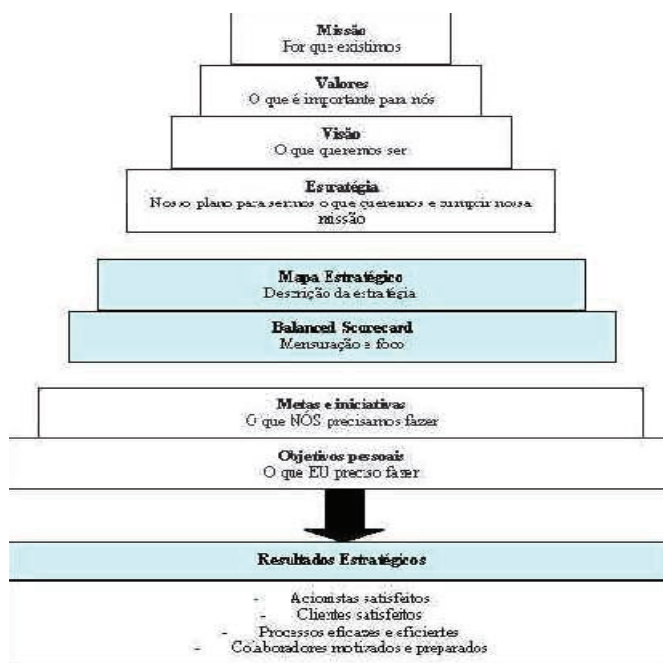 Missão
Por que existimos
Valores
O que é importante para nós
Visão
O que queremos ser
Estratégia
Nosso plano para sermos o que queremos e cumprir nossa
missão
Mapa Estratégico
Descrição da estratégia
Balanced Scorecard
Mensuração e foco
Metas e iniciativas
O que NÓS precisamos fazer
Objetivos pessoais
O que EU preciso fazer
Resultados Estratégicos
- Acionistas satisfeitos
- Clientes satisfeitos
- Processos eficazes e eficientes
- Colaboradores motivados e preparados